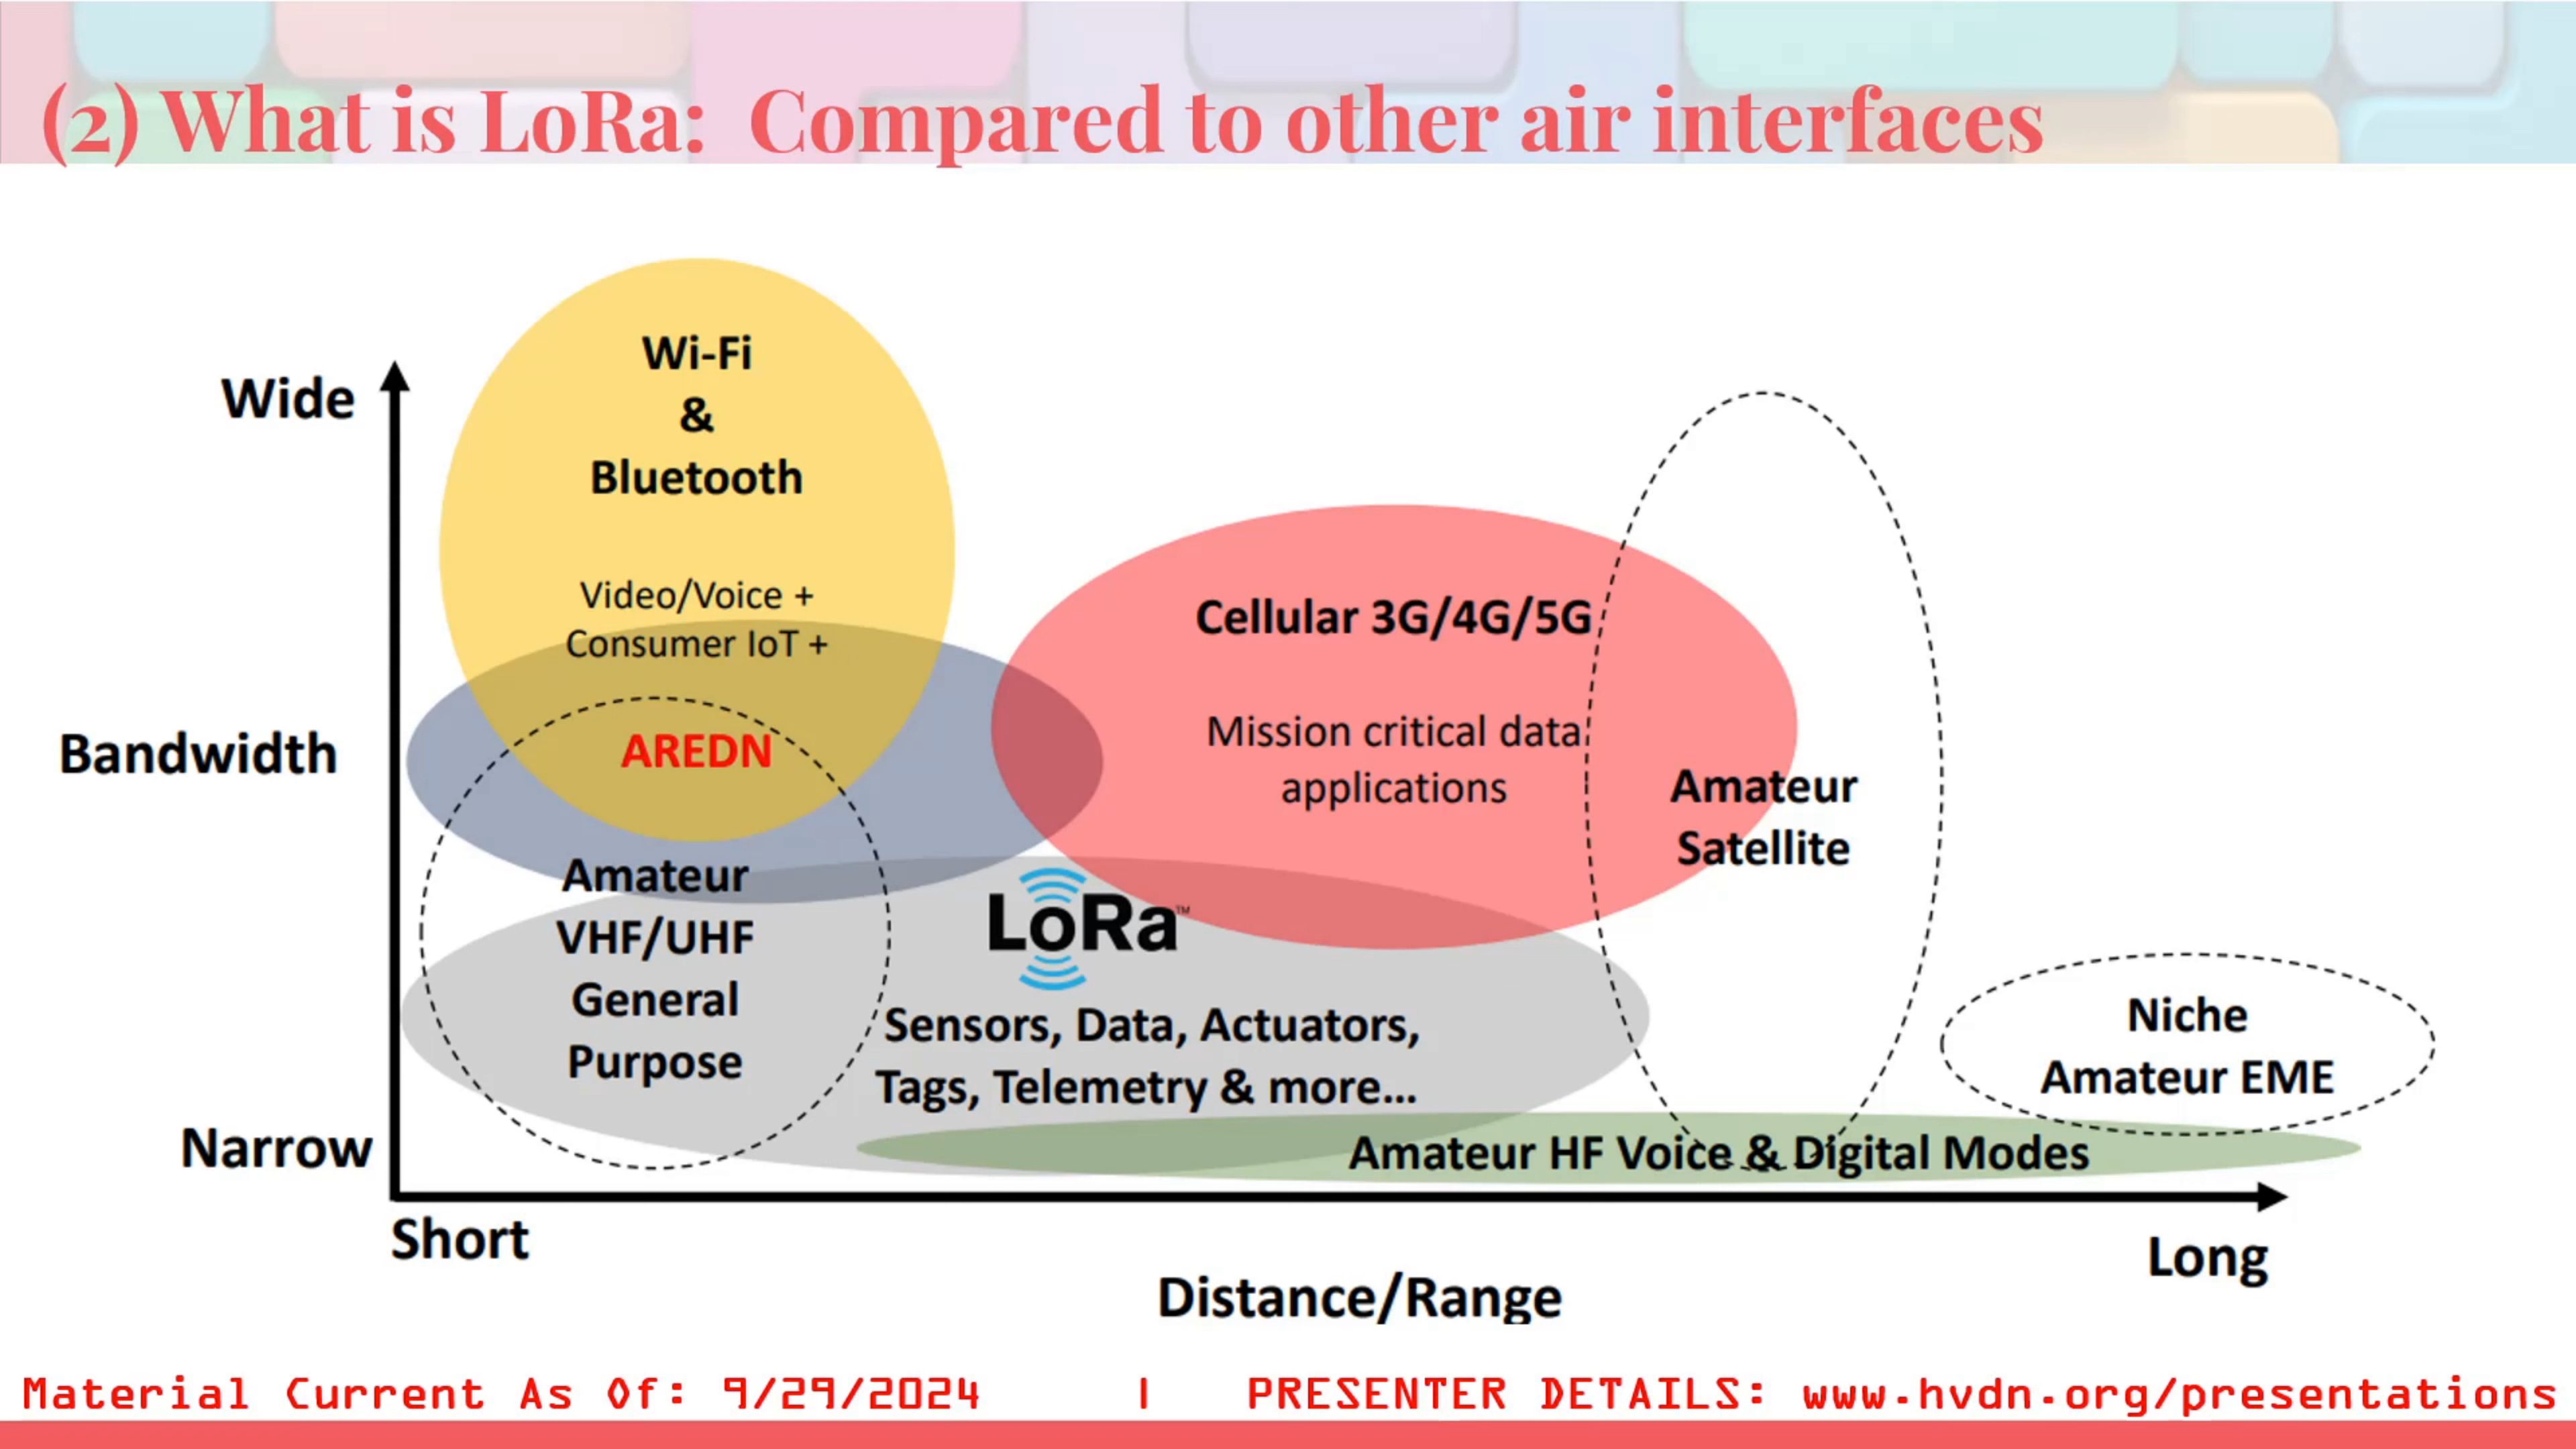 (2) What is LoRa:  Compared to other air interfaces
Wide
Bandwidth
Narrow
Wi-Fi
&
Bluetooth
Video/Voice +
Consumer IoT +
AREDN
Amateur
VHF/UHF
General
Purpose
Cellular 3G/4G/5G
Mission critical data
applications
Amateur
Satellite
LoRa™
Sensors, Data, Actuators,
Tags, Telemetry & more...
Niche
Amateur EME
Amateur HF Voice & Digital Modes
Short
Long
Distance/Range
Material Current As Of: 9/29/2024 | PRESENTER DETAILS: www.hvdn.org/presentations